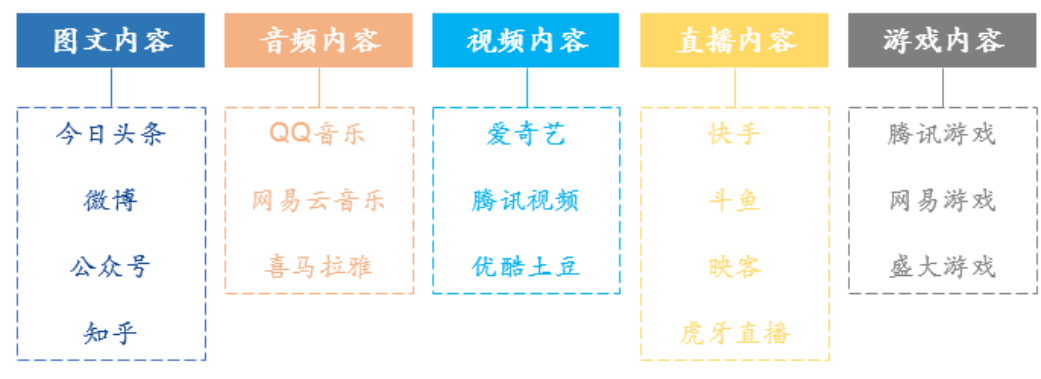 图文内容
今日头条
微博
公众号
知乎
音频内容
QQ音乐
网易云音乐
喜马拉雅
视频内容
爱奇艺
腾讯视频
优酷土豆
直播内容
快手
斗鱼
映客
虎牙直播
游戏内容
腾讯游戏
网易游戏
盛大游戏